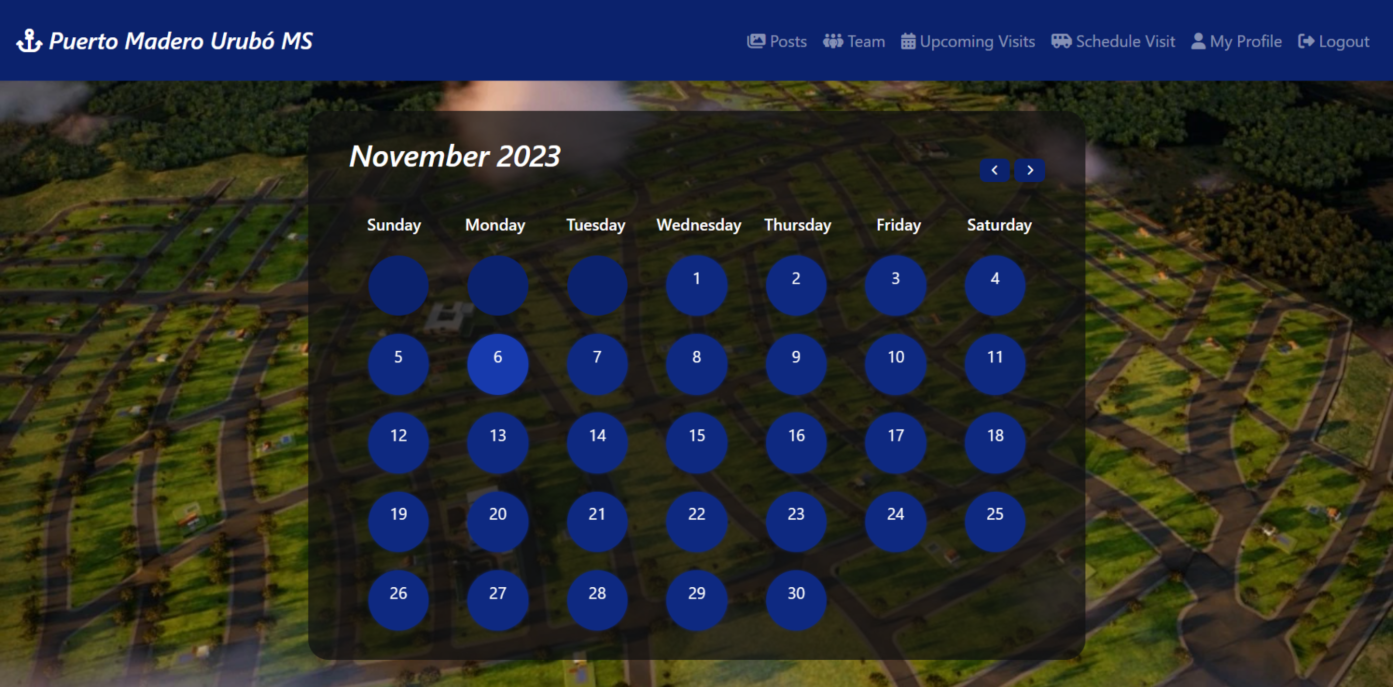 Puerto Madero Urubó MS
Posts Team Upcoming Visits Schedule Visit My Profile Logout
November 2023
Sunday Monday Tuesday Wednesday Thursday Friday Saturday
1 2 3 4
5 6 7 8 9 10 11
12 13 14 15 16 17 18
19 20 21 22 23 24 25
26 27 28 29 30